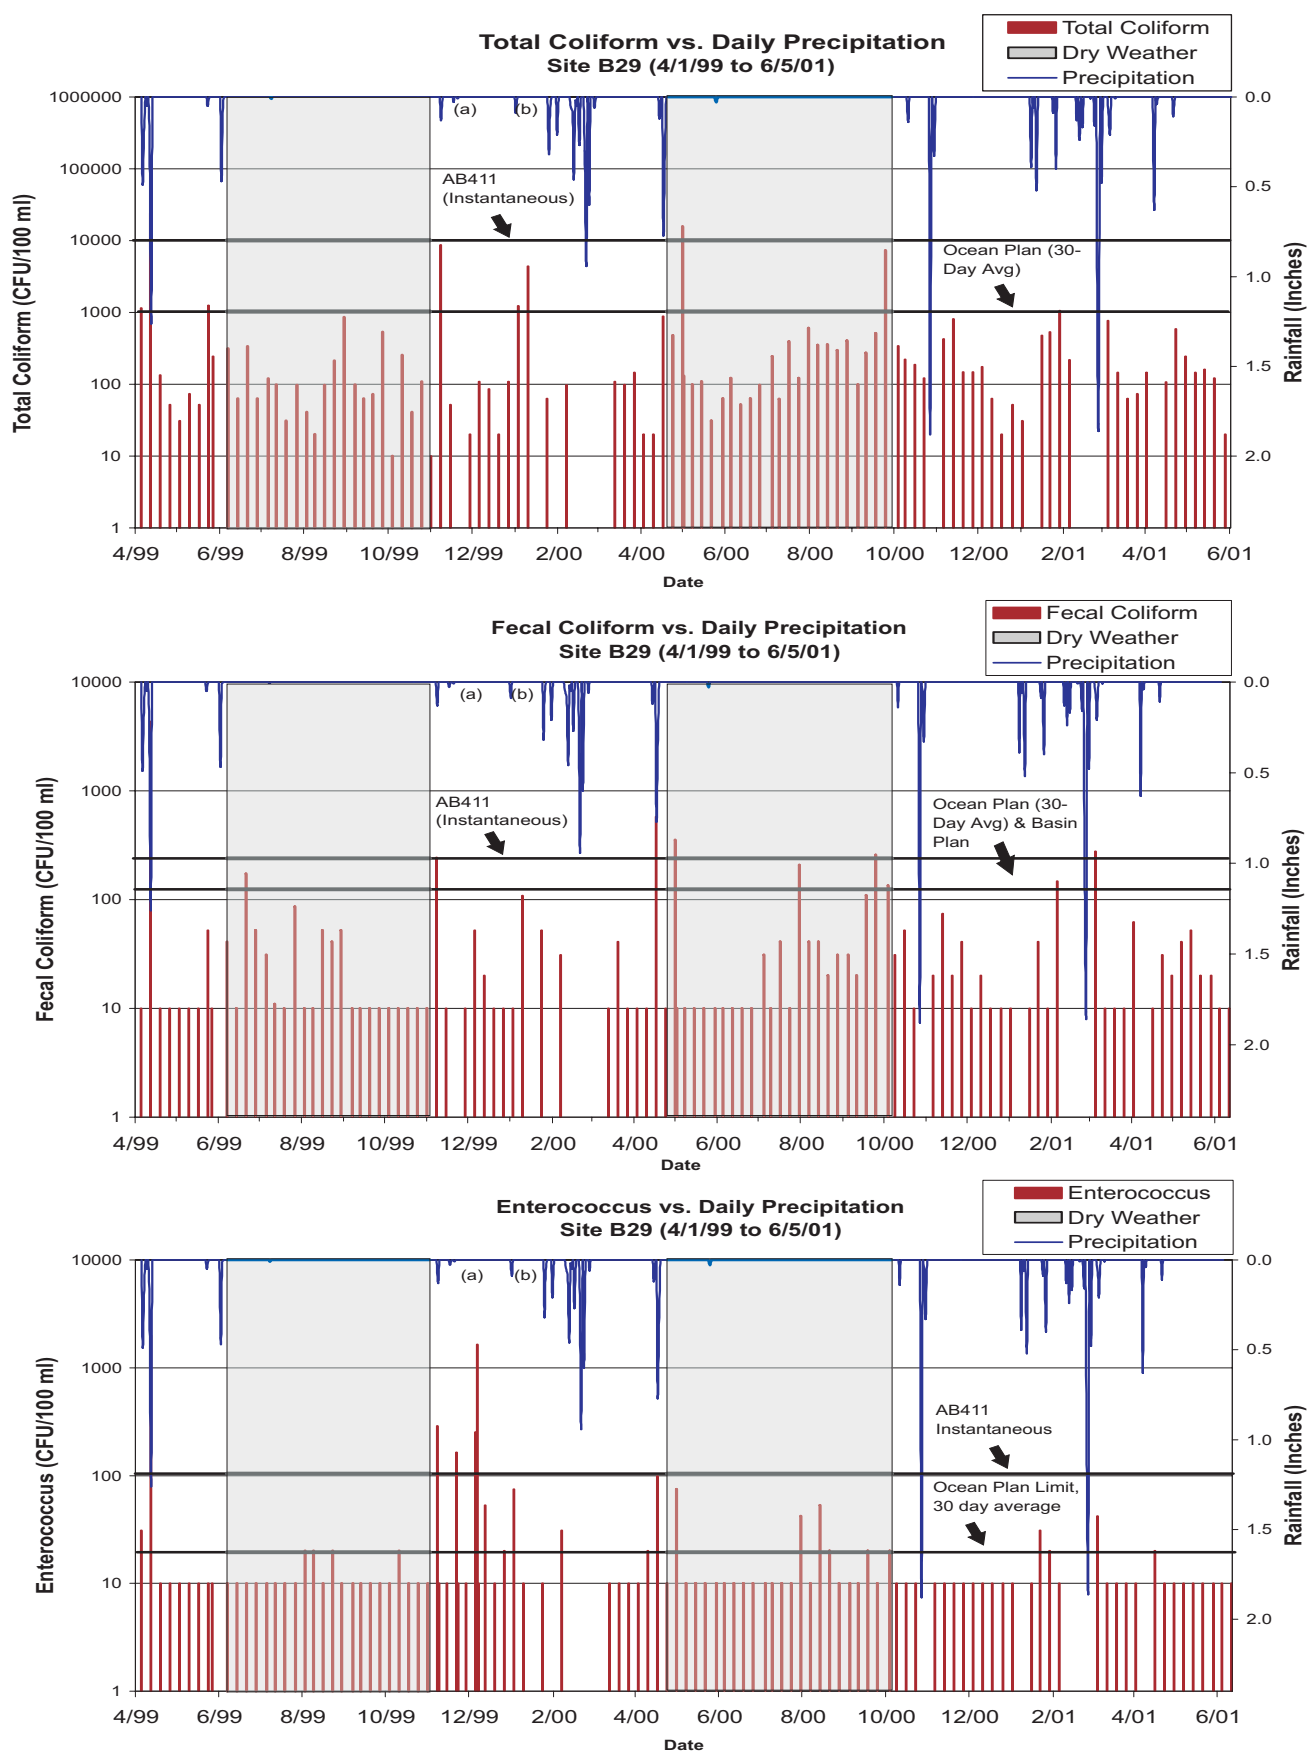 Total Coliform vs. Daily Precipitation
Site B29 (4/1/99 to 6/5/01)
Total Coliform
Dry Weather
Precipitation
Total Coliform (CFU/100 ml)
1000000
100000
10000
1000
100
10
1
(a)
(b)
AB411
(Instantaneous)
Ocean Plan (30-
Day Avg)
0.0
0.5
1.0
1.5
2.0
Rainfall (Inches)
4/99 6/99 8/99 10/99 12/99 2/00 4/00 6/00 8/00 10/00 12/00 2/01 4/01 6/01
Date
Fecal Coliform vs. Daily Precipitation
Site B29 (4/1/99 to 6/5/01)
Fecal Coliform
Dry Weather
Precipitation
Fecal Coliform (CFU/100 ml)
10000
1000
100
10
1
(a)
(b)
AB411
(Instantaneous)
Ocean Plan (30-
Day Avg) & Basin
Plan
0.0
0.5
1.0
1.5
2.0
Rainfall (Inches)
4/99 6/99 8/99 10/99 12/99 2/00 4/00 6/00 8/00 10/00 12/00 2/01 4/01 6/01
Date
Enterococcus vs. Daily Precipitation
Site B29 (4/1/99 to 6/5/01)
Enterococcus
Dry Weather
Precipitation
Enterococcus (CFU/100 ml)
10000
1000
100
10
1
(a)
(b)
AB411
Instantaneous
Ocean Plan Limit,
30 day average
0.0
0.5
1.0
1.5
2.0
Rainfall (Inches)
4/99 6/99 8/99 10/99 12/99 2/00 4/00 6/00 8/00 10/00 12/00 2/01 4/01 6/01
Date